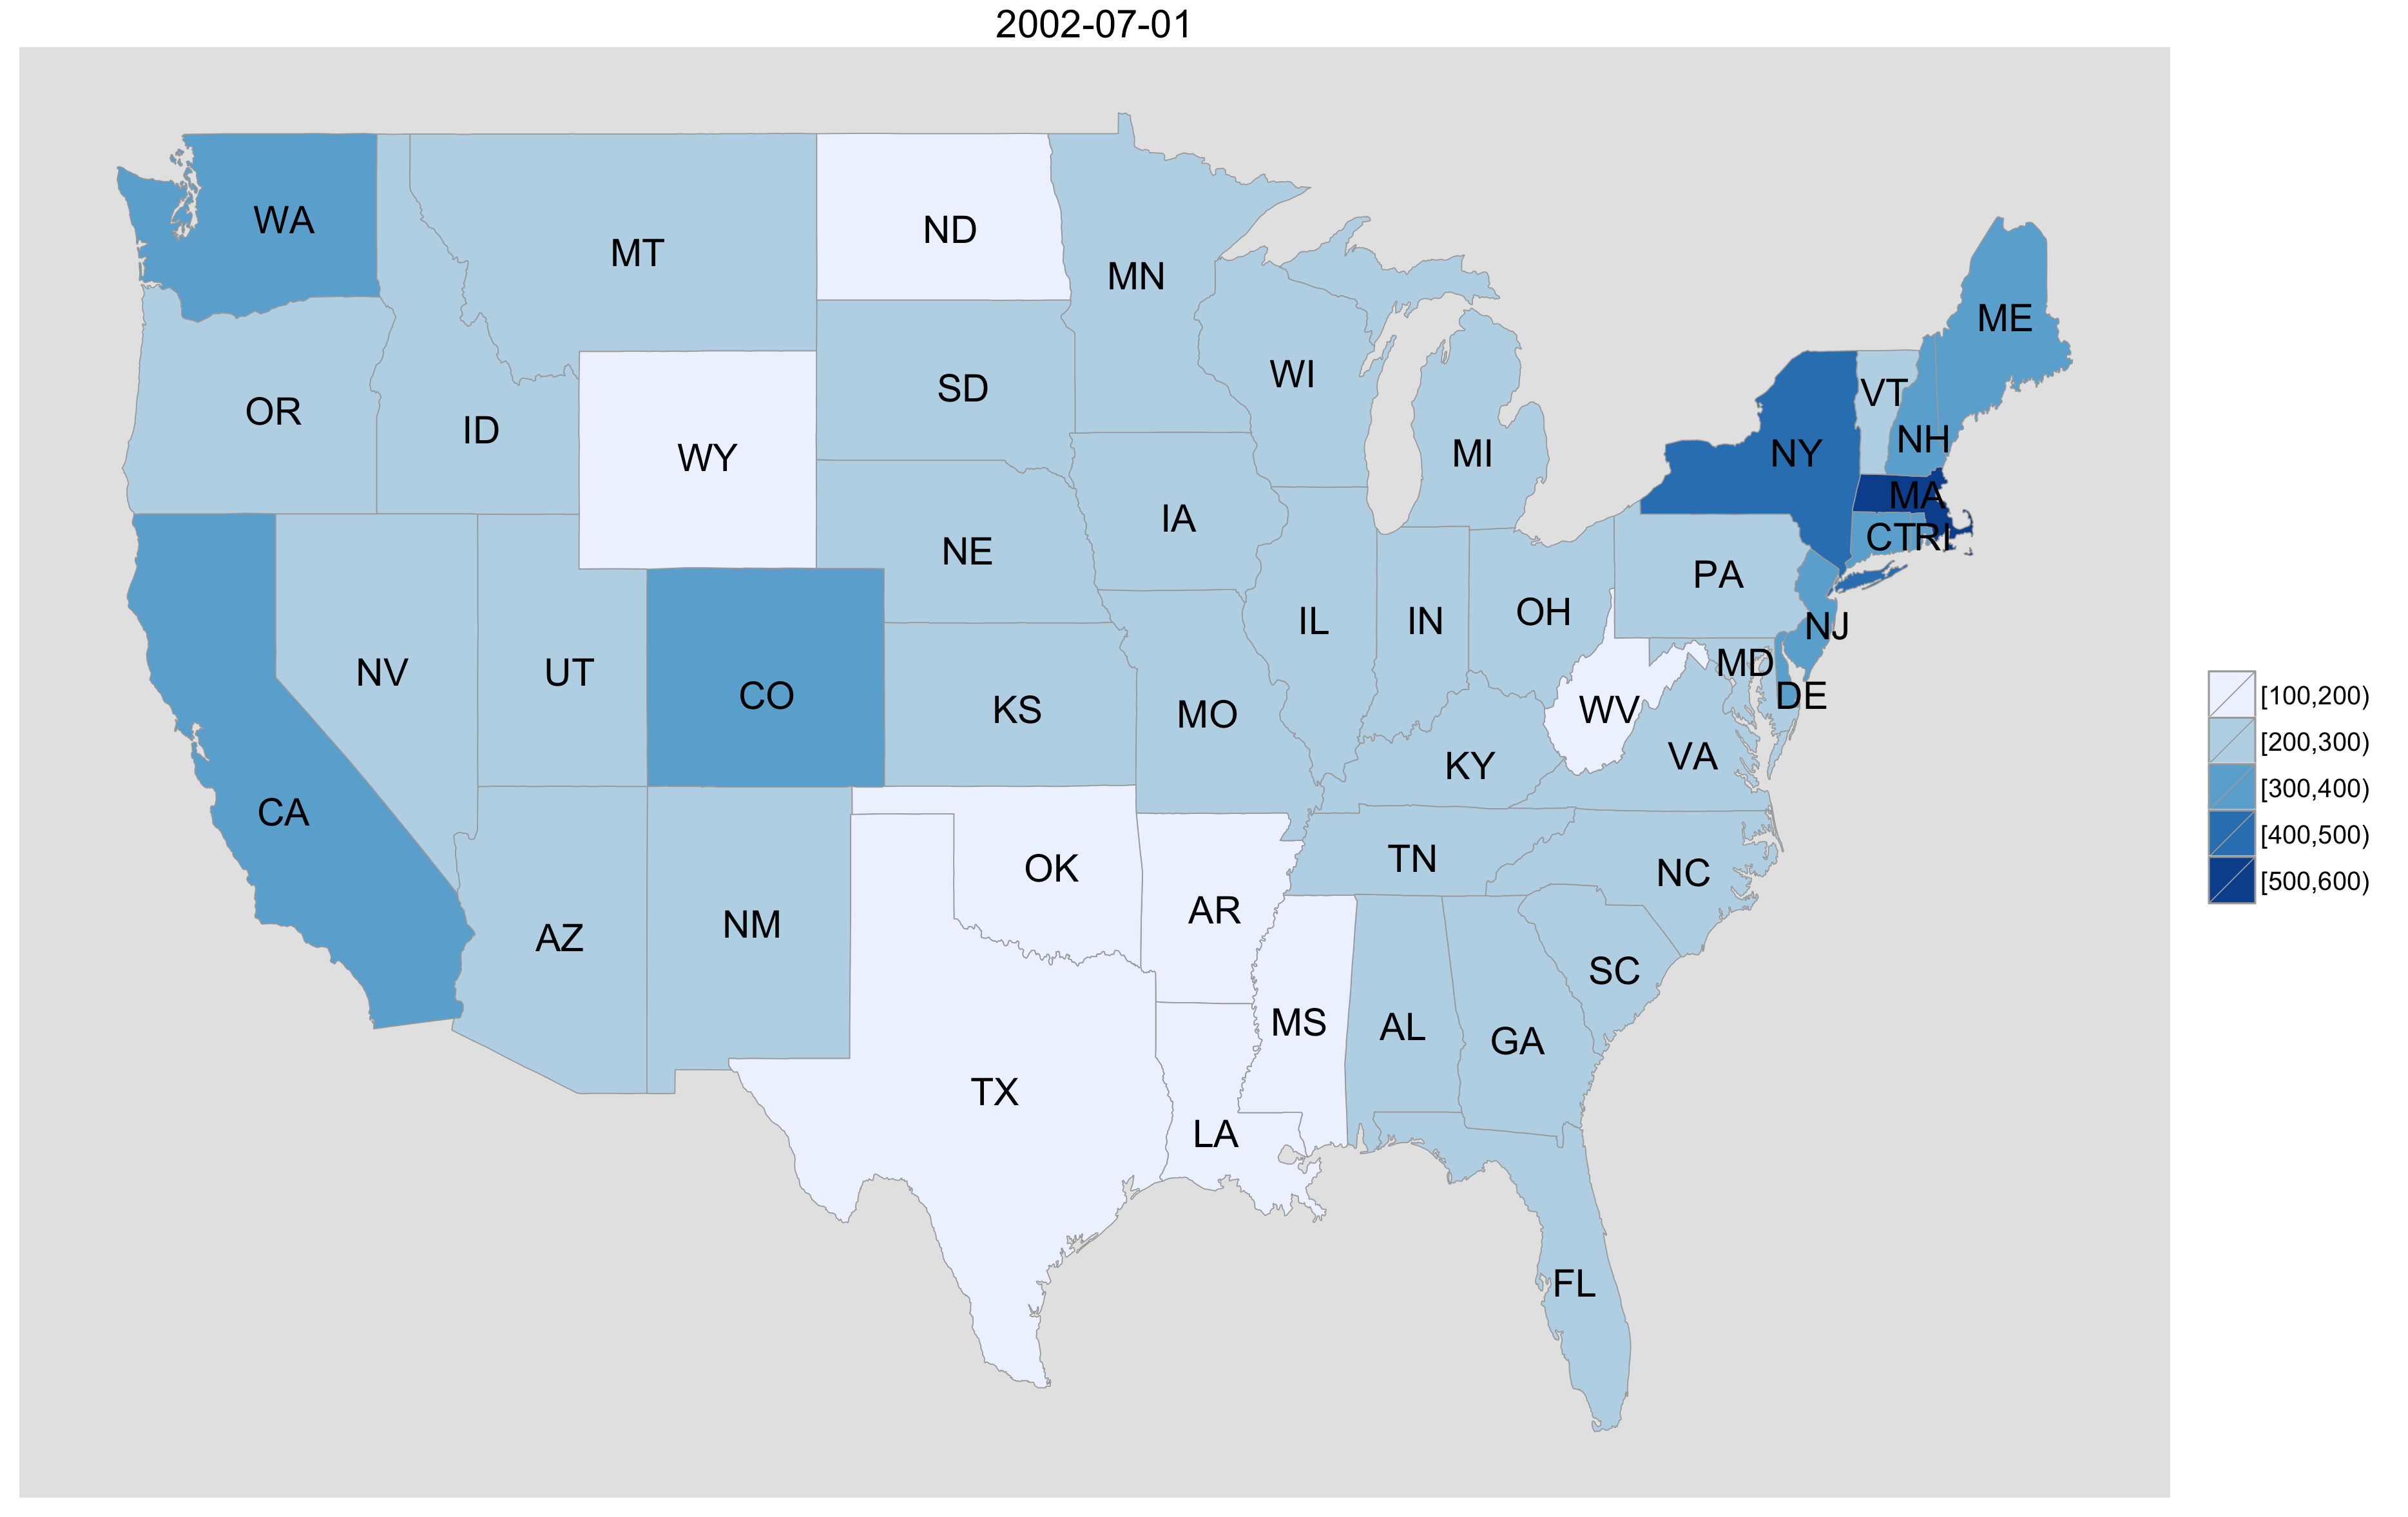 2002-07-01
WA
MT
ND
MN
ME
OR
ID
WY
SD
WI
MI
NY
VT
NH
MA
CT
RI
NE
IA
PA
NV
UT
CO
KS
MO
IL
IN
OH
NJ
MD
DE
WV
VA
KY
CA
AZ
NM
OK
AR
TN
NC
SC
TX
LA
MS
AL
GA
FL
[100,200)
[200,300)
[300,400)
[400,500)
[500,600)